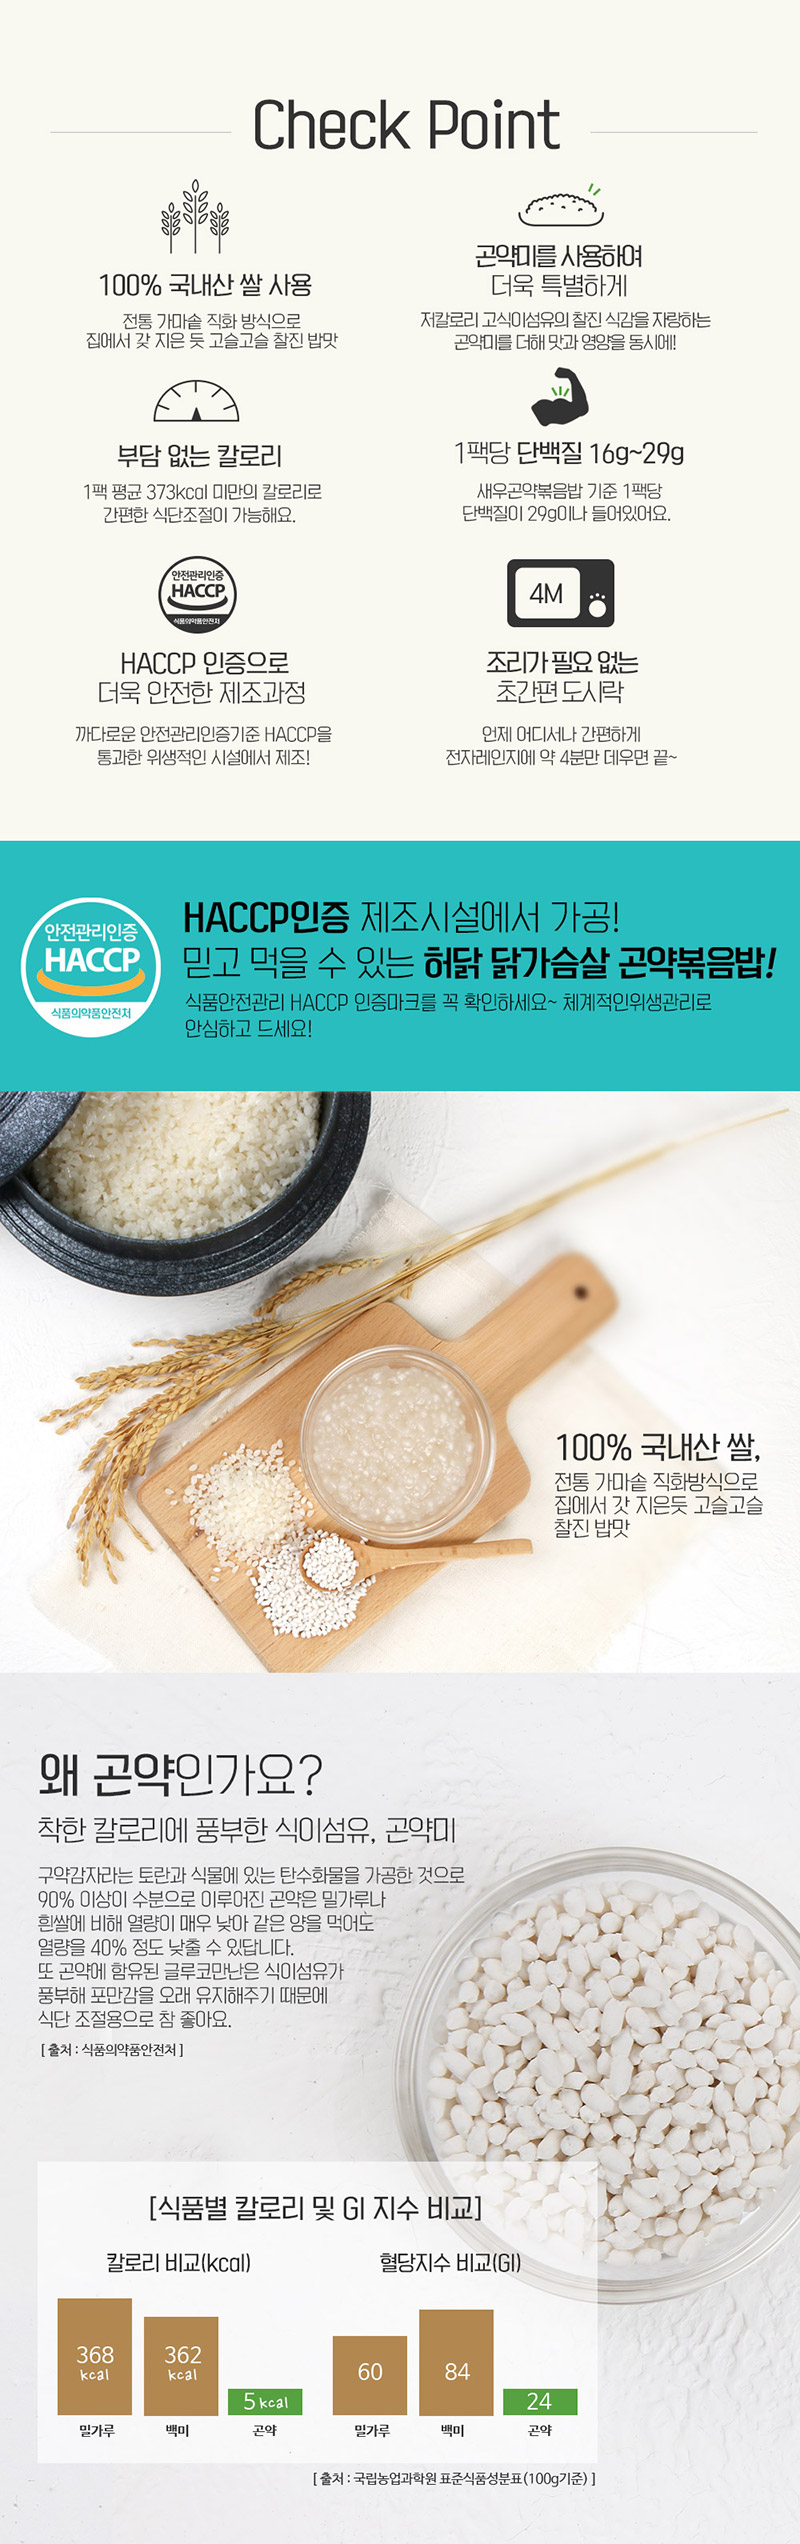 Check Point
100% 국내산 쌀 사용
전통 가마솥 직화 방식으로
집에서 갓 지은 듯 고슬고슬 찰진 밥맛
곤약미를 사용하여
더욱 특별하게
저칼로리 고식이섬유의 찰진 식감을 자랑하는
곤약미를 더해 맛과 영양을 동시에!
부담 없는 칼로리
1팩 평균 373kcal 미만의 칼로리로
간편한 식단조절이 가능해요.
1팩당 단백질 16g~29g
새우곤약볶음밥 기준 1팩당
단백질이 29g이나 들어있어요.
안전관리인증
HACCP
식품의약품안전처
HACCP 인증으로
더욱 안전한 제조과정
까다로운 안전관리인증기준 HACCP을
통과한 위생적인 시설에서 제조!
4M
조리가 필요 없는
초간편 도시락
언제 어디서나 간편하게
전자레인지에 약 4분만 데우면 끝~
안전관리인증
HACCP
식품의약품안전처
HACCP인증 제조시설에서 가공!
믿고 먹을 수 있는 허닭 닭가슴살 곤약볶음밥!
식품안전관리 HACCP 인증마크를 꼭 확인하세요~ 체계적인위생관리로
안심하고 드세요!
100% 국내산 쌀,
전통 가마솥 직화방식으로
집에서 갓 지은듯 고슬고슬
찰진 밥맛
왜 곤약인가요?
착한 칼로리에 풍부한 식이섬유, 곤약미
구약감자라는 토란과 식물에 있는 탄수화물을 가공한 것으로
90% 이상이 수분으로 이루어진 곤약은 밀가루나
흰쌀에 비해 열량이 매우 낮아 같은 양을 먹어도
열량을 40% 정도 낮출 수 있답니다.
또 곤약에 함유된 글루코만난은 식이섬유가
풍부해 포만감을 오래 유지해주기 때문에
식단 조절용으로 참 좋아요.
[ 출처 : 식품의약품안전처 ]
[식품별 칼로리 및 GI 지수 비교]
칼로리 비교(kcal)
368
kcal
362
kcal
5 kcal
밀가루
백미
곤약
혈당지수 비교(GI)
60
84
24
밀가루
백미
곤약
[ 출처 : 국립농업과학원 표준식품성분표(100g기준) ]